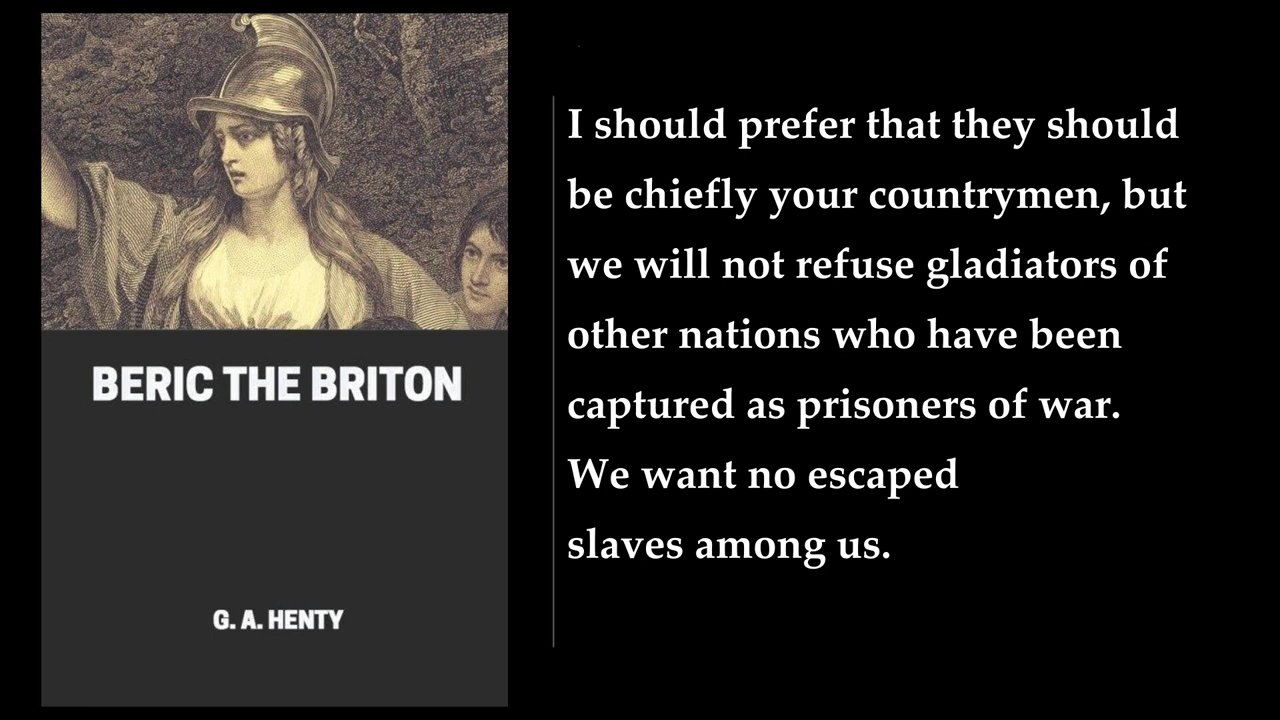 BERIC THE BRITON
G. A. HENTY
I should prefer that they should
be chiefly your countrymen, but
we will not refuse gladiators of
other nations who have been
captured as prisoners of war.
We want no escaped
slaves among us.